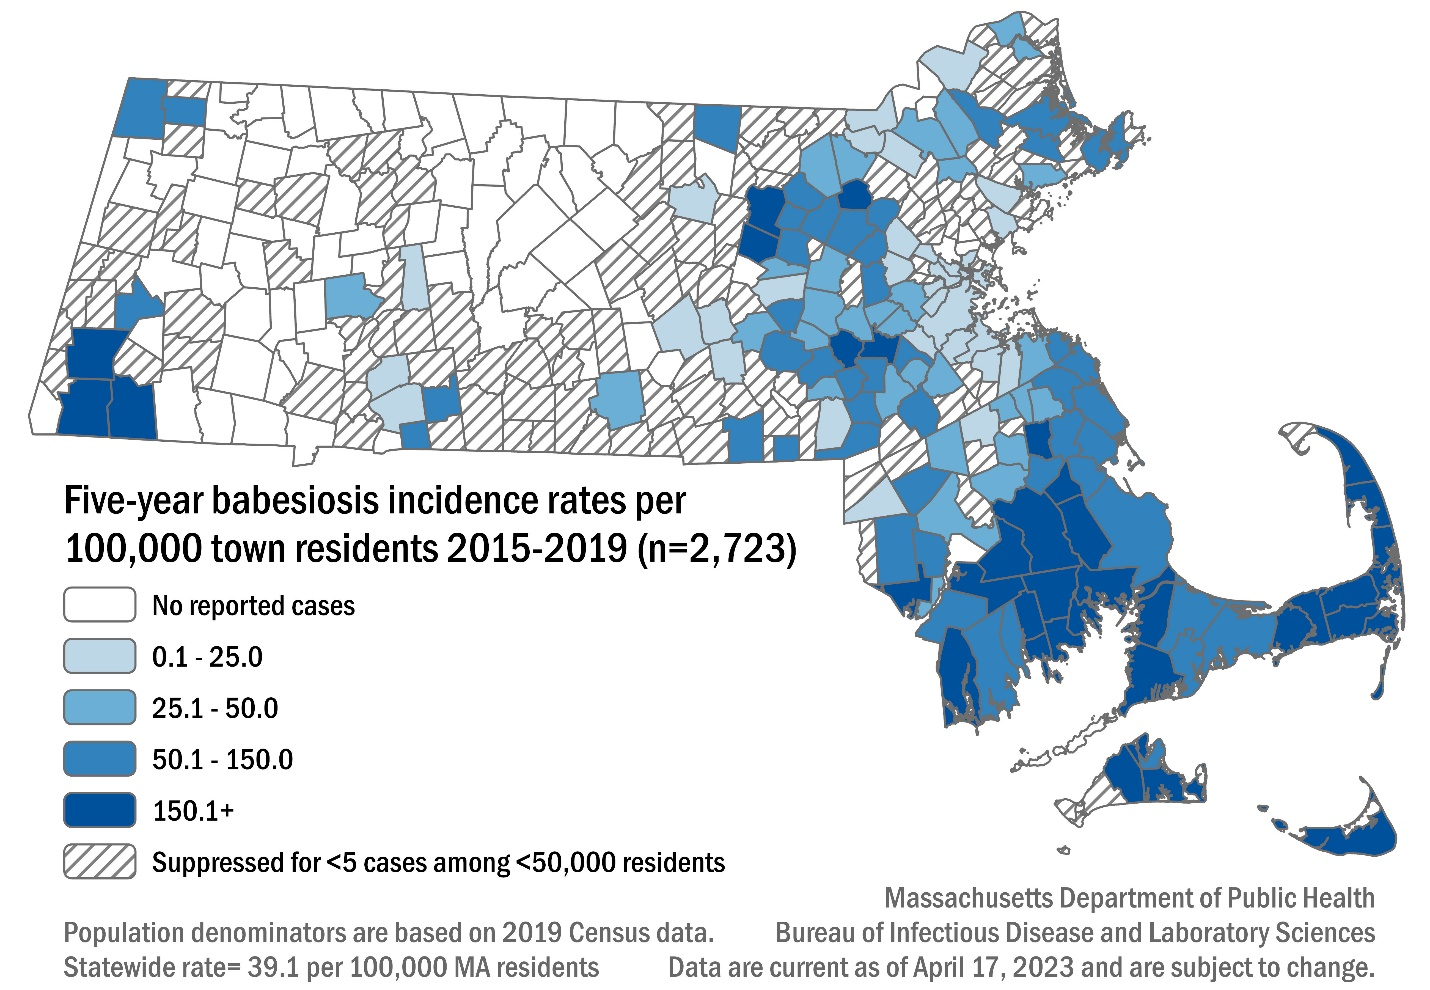 Five-year babesiosis incidence rates per
100,000 town residents 2015-2019 (n=2,723)
No reported cases
0.1 - 25.0
25.1 - 50.0
50.1 - 150.0
150.1+
Suppressed for <5 cases among <50,000 residents
Massachusetts Department of Public Health
Population denominators are based on 2019 Census data.
Bureau of Infectious Disease and Laboratory Sciences
Statewide rate= 39.1 per 100,000 MA residents
Data are current as of April 17, 2023 and are subject to change.